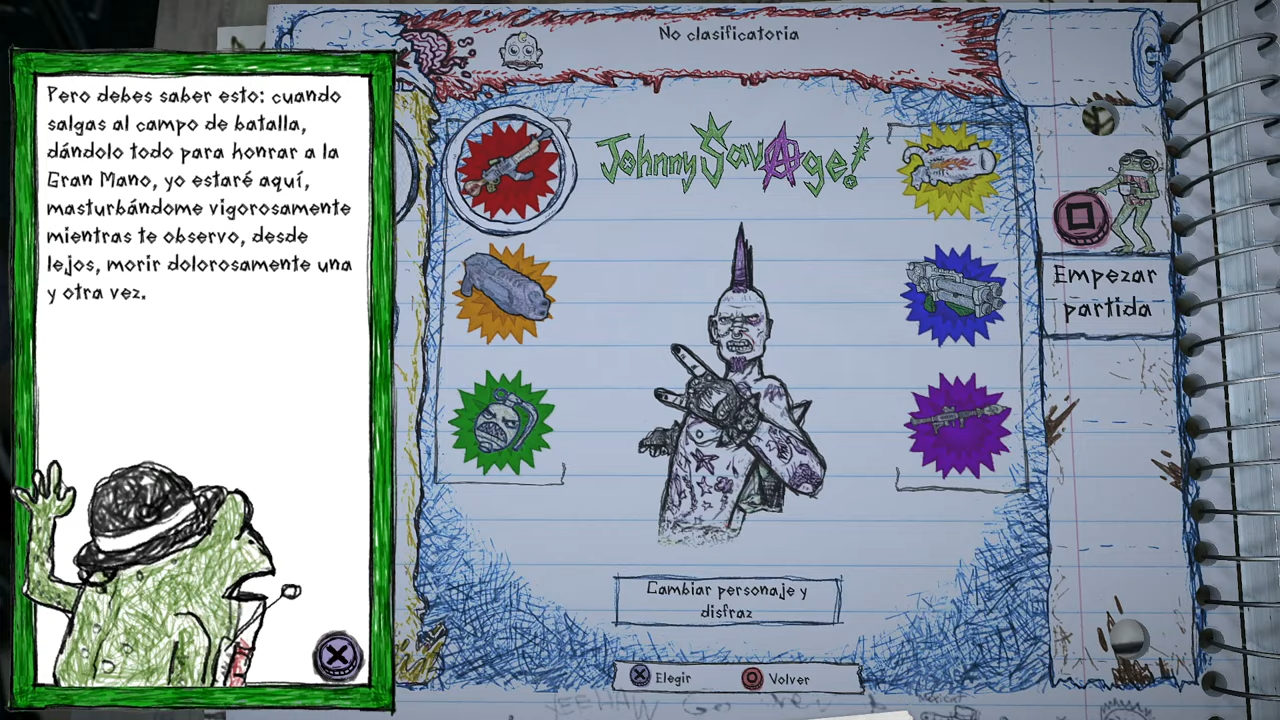 Pero debes saber esto: cuando
salgas al campo de batalla,
dándolo todo para honrar a la
Gran Mano, yo estaré aquí,
masturbándome vigorosamente
mientras te observo, desde
lejos, morir dolorosamente una
y otra vez.
No clasificatoria
Johnny Savage!
Empezar
partida
Cambiar personaje y
disfraz
Elegir
Volver
YEEHAW